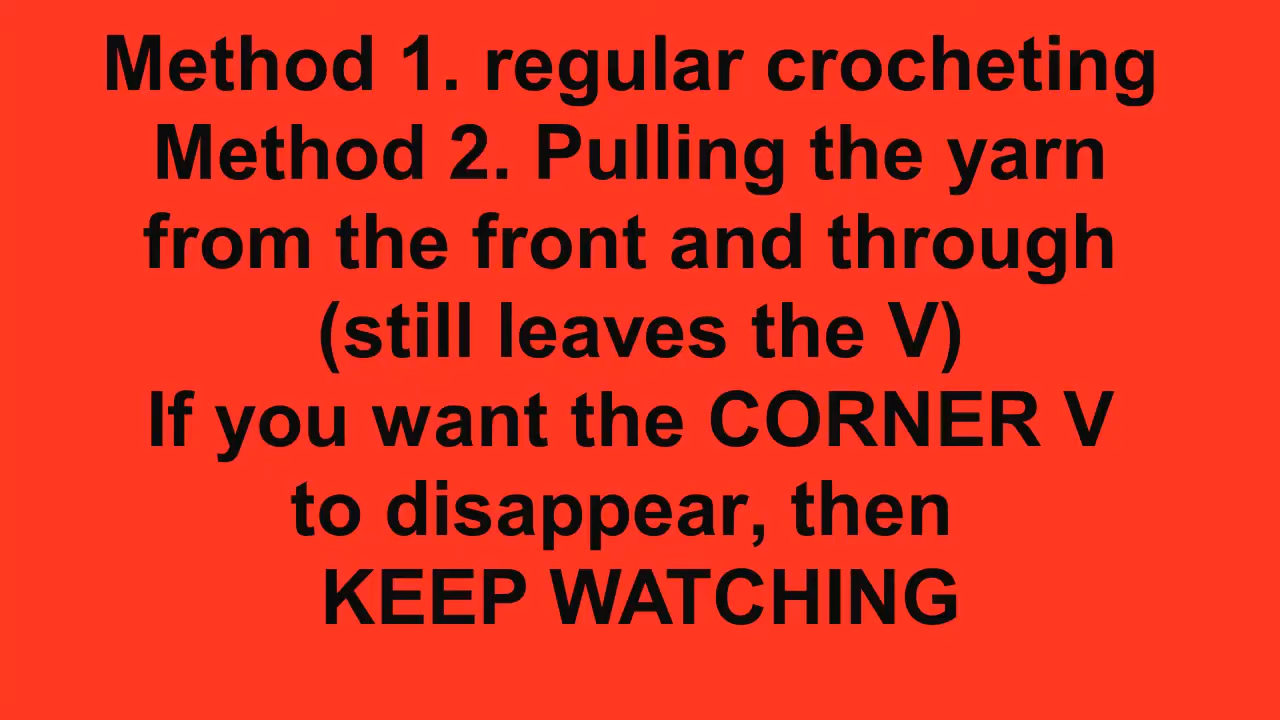 Method 1. regular crocheting
Method 2. Pulling the yarn
from the front and through
(still leaves the V)
If you want the CORNER V
to disappear, then
KEEP WATCHING